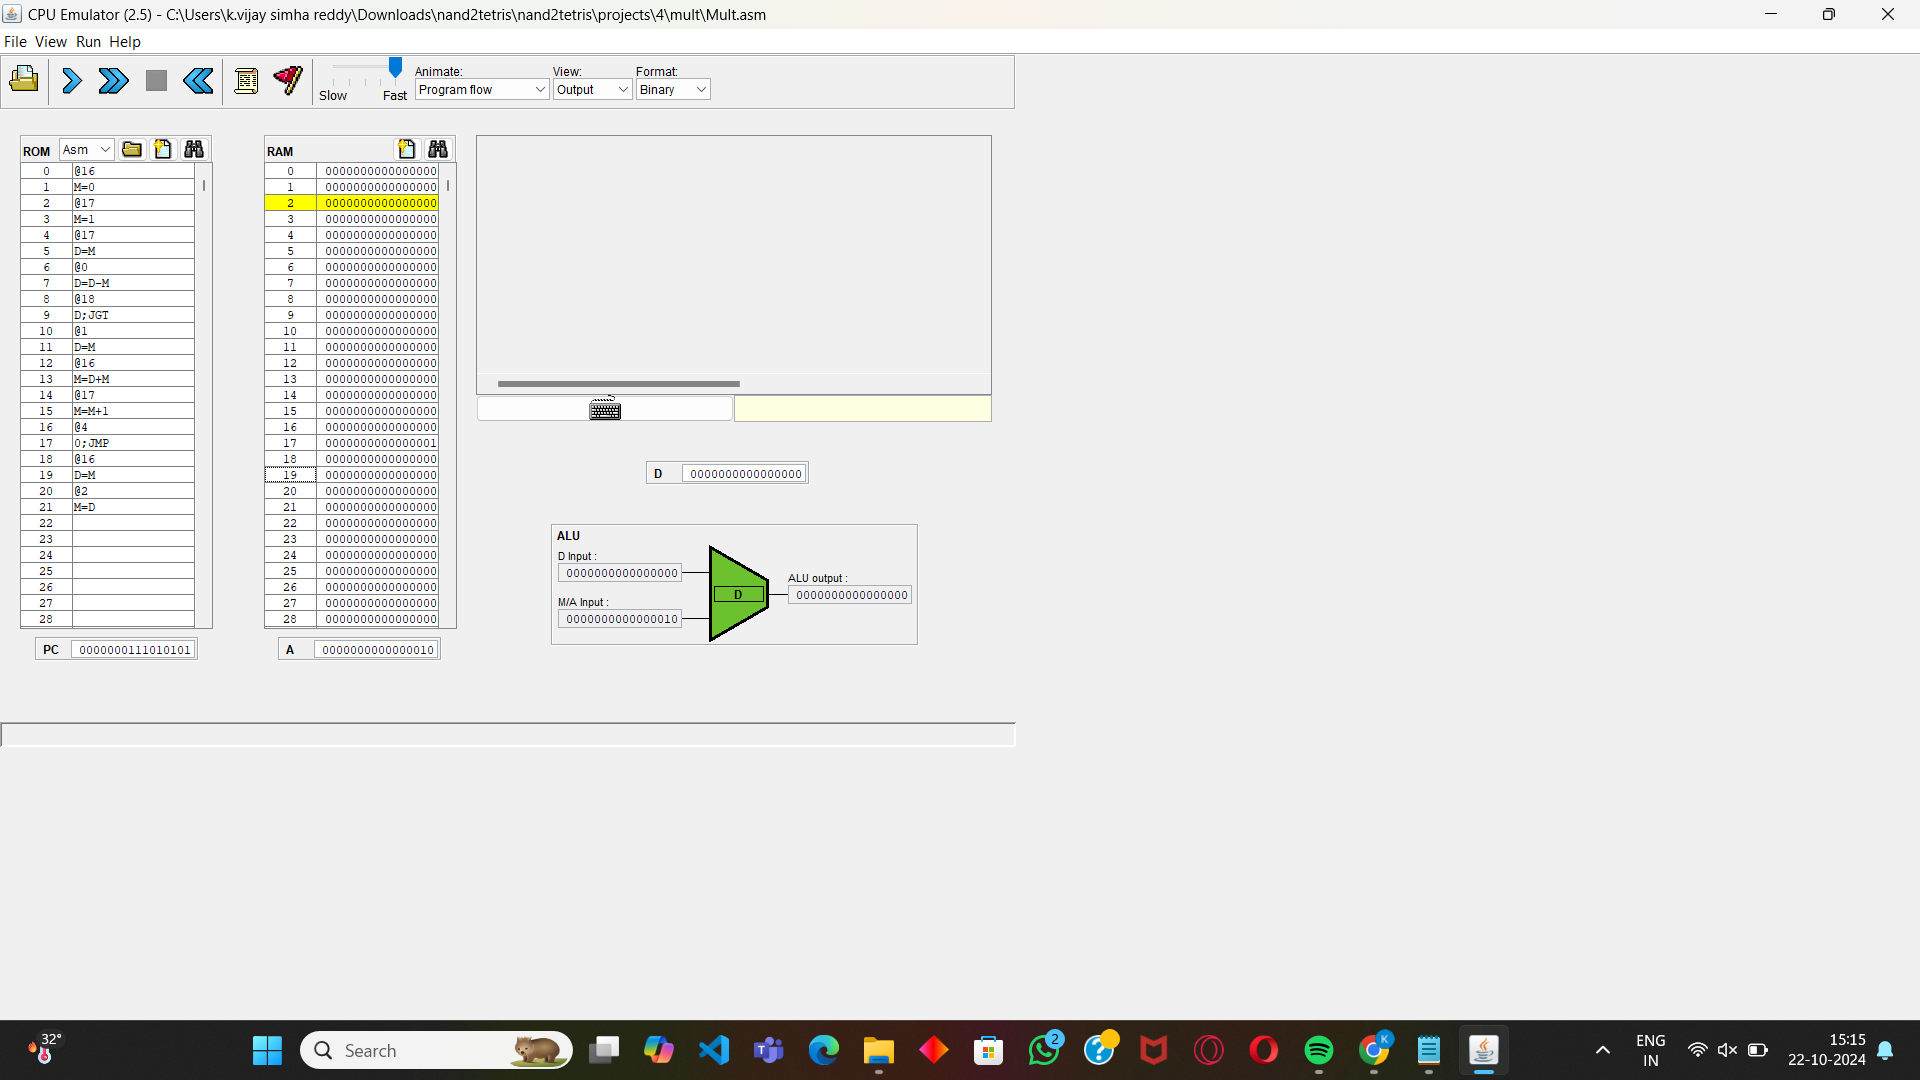 CPU Emulator (2.5) - C:\Users\k.vijay simha reddy\Downloads\nand2tetris\nand2tetris\projects\4\mult\Mult.asm
File View Run Help
Slow Fast
Animate:
Program flow
View:
Output
Format:
Binary
ROM Asm
0 @16
1 M=0
2 @17
3 M=1
4 @17
5 D=M
6 @0
7 D=D-M
8 @18
9 D;JGT
10 @1
11 D=M
12 @16
13 M=D+M
14 @17
15 M=M+1
16 @4
17 0;JMP
18 @16
19 D=M
20 @2
21 M=D
22
23
24
25
26
27
28
PC 0000000111010101
RAM
0 0000000000000000
1 0000000000000000
2 0000000000000000
3 0000000000000000
4 0000000000000000
5 0000000000000000
6 0000000000000000
7 0000000000000000
8 0000000000000000
9 0000000000000000
10 0000000000000000
11 0000000000000000
12 0000000000000000
13 0000000000000000
14 0000000000000000
15 0000000000000000
16 0000000000000000
17 0000000000000001
18 0000000000000000
19 0000000000000000
20 0000000000000000
21 0000000000000000
22 0000000000000000
23 0000000000000000
24 0000000000000000
25 0000000000000000
26 0000000000000000
27 0000000000000000
28 0000000000000000
A 0000000000000010
D 0000000000000000
ALU
D Input :
0000000000000000
M/A Input :
0000000000000010
D
ALU output :
0000000000000000
32°
Search
2
K
ENG
IN
15:15
22-10-2024